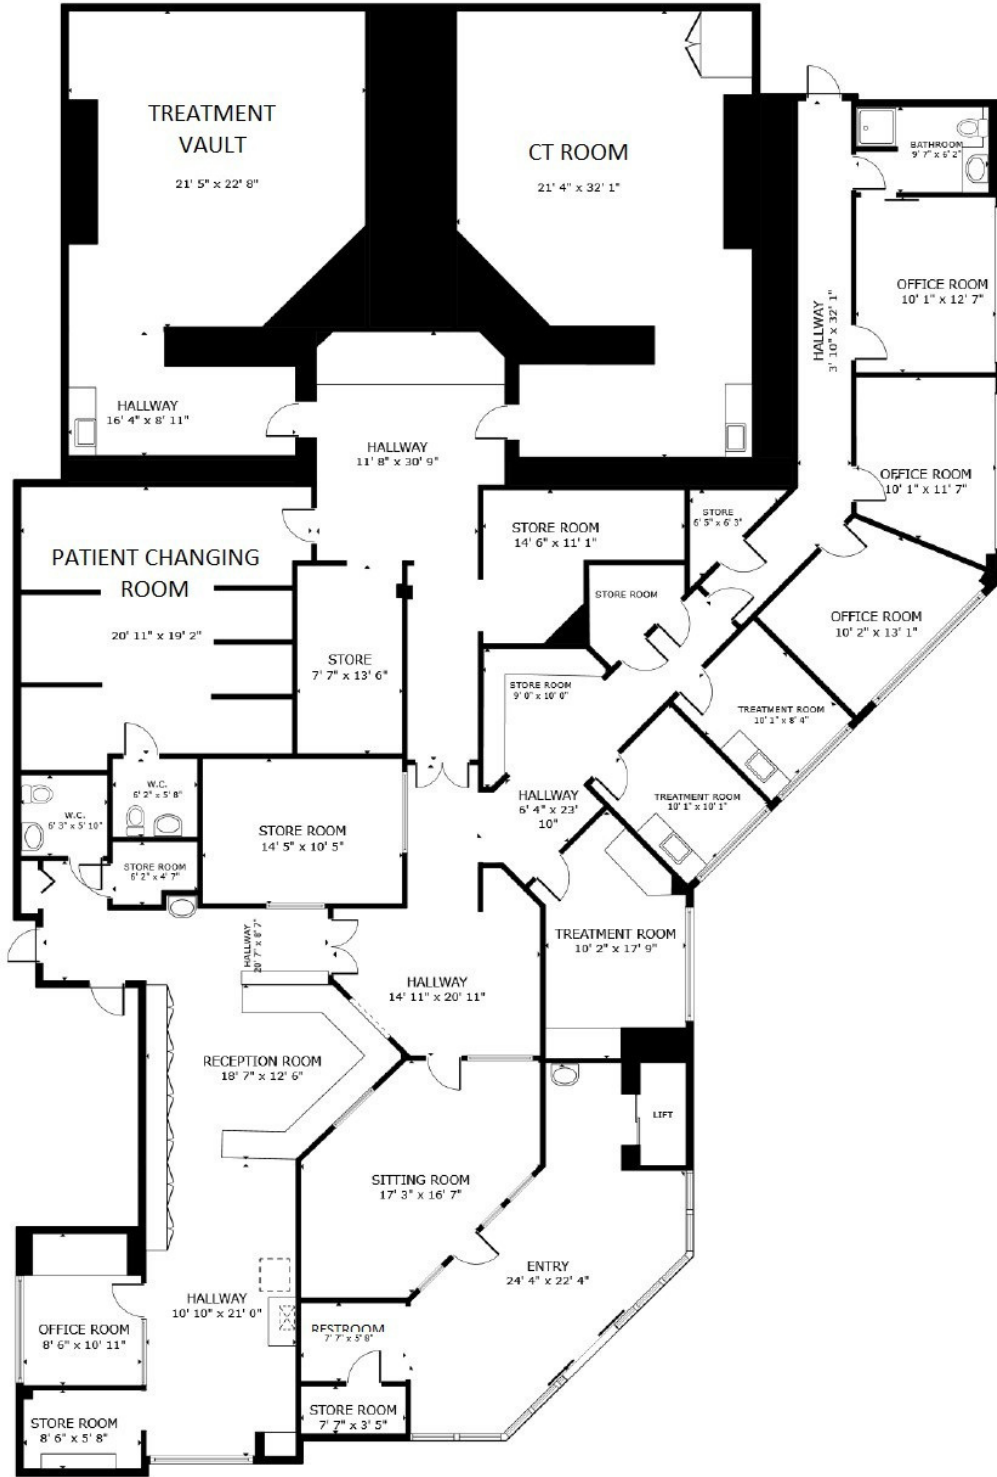 TREATMENT
VAULT
21' 5" x 22' 8"
CT ROOM
21' 4" x 32' 1"
BATHROOM
9' 7" x 6' 2"
OFFICE ROOM
10' 1" x 12' 7"
HALLWAY
3' 10" x 32' 1"
HALLWAY
16' 4" x 8' 11"
HALLWAY
11' 8" x 30' 9"
OFFICE ROOM
10' 1" x 11' 7"
STORE ROOM
14' 6" x 11' 1"
STORE
6' 5" x 6' 3"
PATIENT CHANGING
ROOM
20' 11" x 19' 2"
STORE ROOM
OFFICE ROOM
10' 2" x 13' 1"
STORE
7' 7" x 13' 6"
STORE ROOM
9' 0" x 10' 0"
TREATMENT ROOM
10' 1" x 8' 4"
W.C.
6' 2" x 5' 8"
HALLWAY
6' 4" x 23'
10"
TREATMENT ROOM
10' 1" x 10' 1"
W.C.
6' 3" x 5' 10"
STORE ROOM
14' 5" x 10' 5"
STORE ROOM
6' 2" x 4' 7"
HALLWAY
20' 7" x 8' 7"
TREATMENT ROOM
10' 2" x 17' 9"
HALLWAY
14' 11" x 20' 11"
RECEPTION ROOM
18' 7" x 12' 6"
LIFT
SITTING ROOM
17' 3" x 16' 7"
ENTRY
24' 4" x 22' 4"
HALLWAY
10' 10" x 21' 0"
OFFICE ROOM
8' 6" x 10' 11"
RESTROOM
7' 7" x 5' 8"
STORE ROOM
7' 7" x 3' 5"
STORE ROOM
8' 6" x 5' 8"